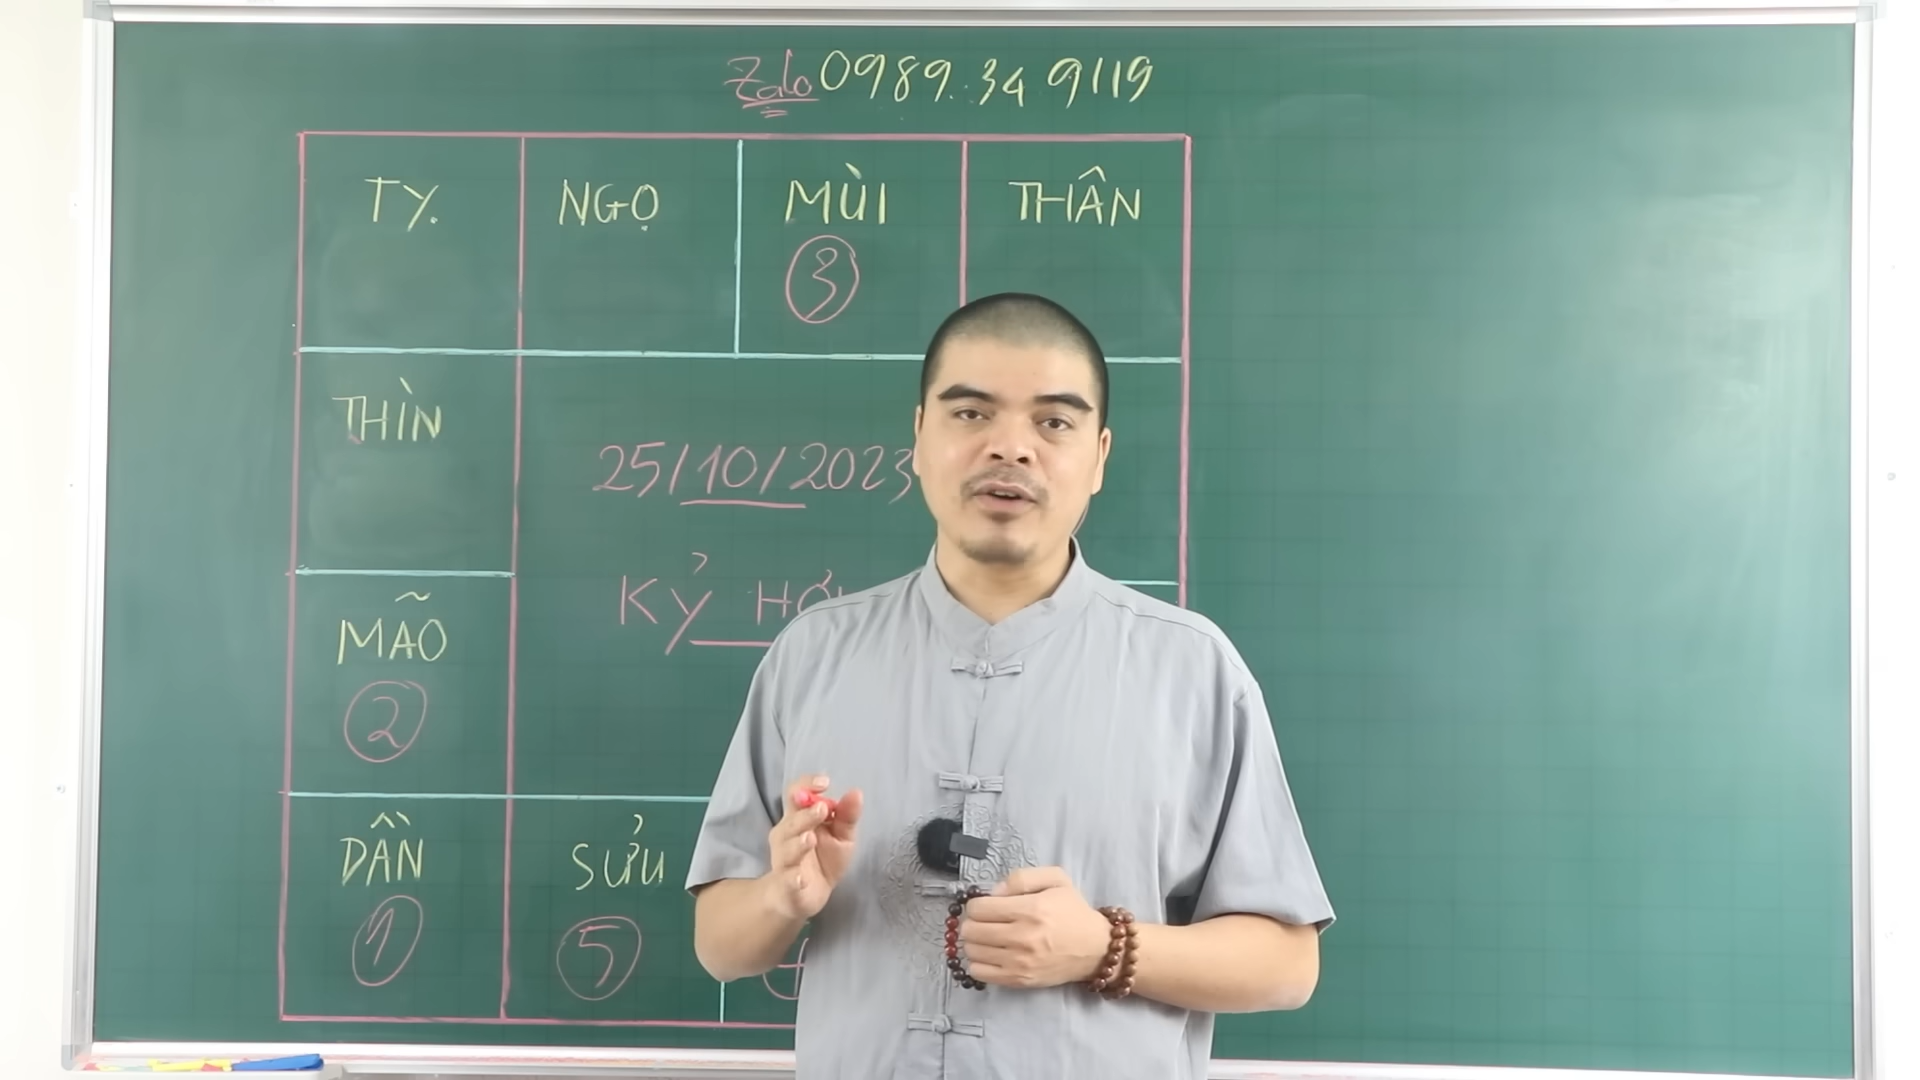 Zalo 0989.34 9119
TỴ. NGỌ MÙI THÂN
3
THÌN
25/10/2023
KỶ HỢI
MÃO
2
DẦN SỬU
1 5